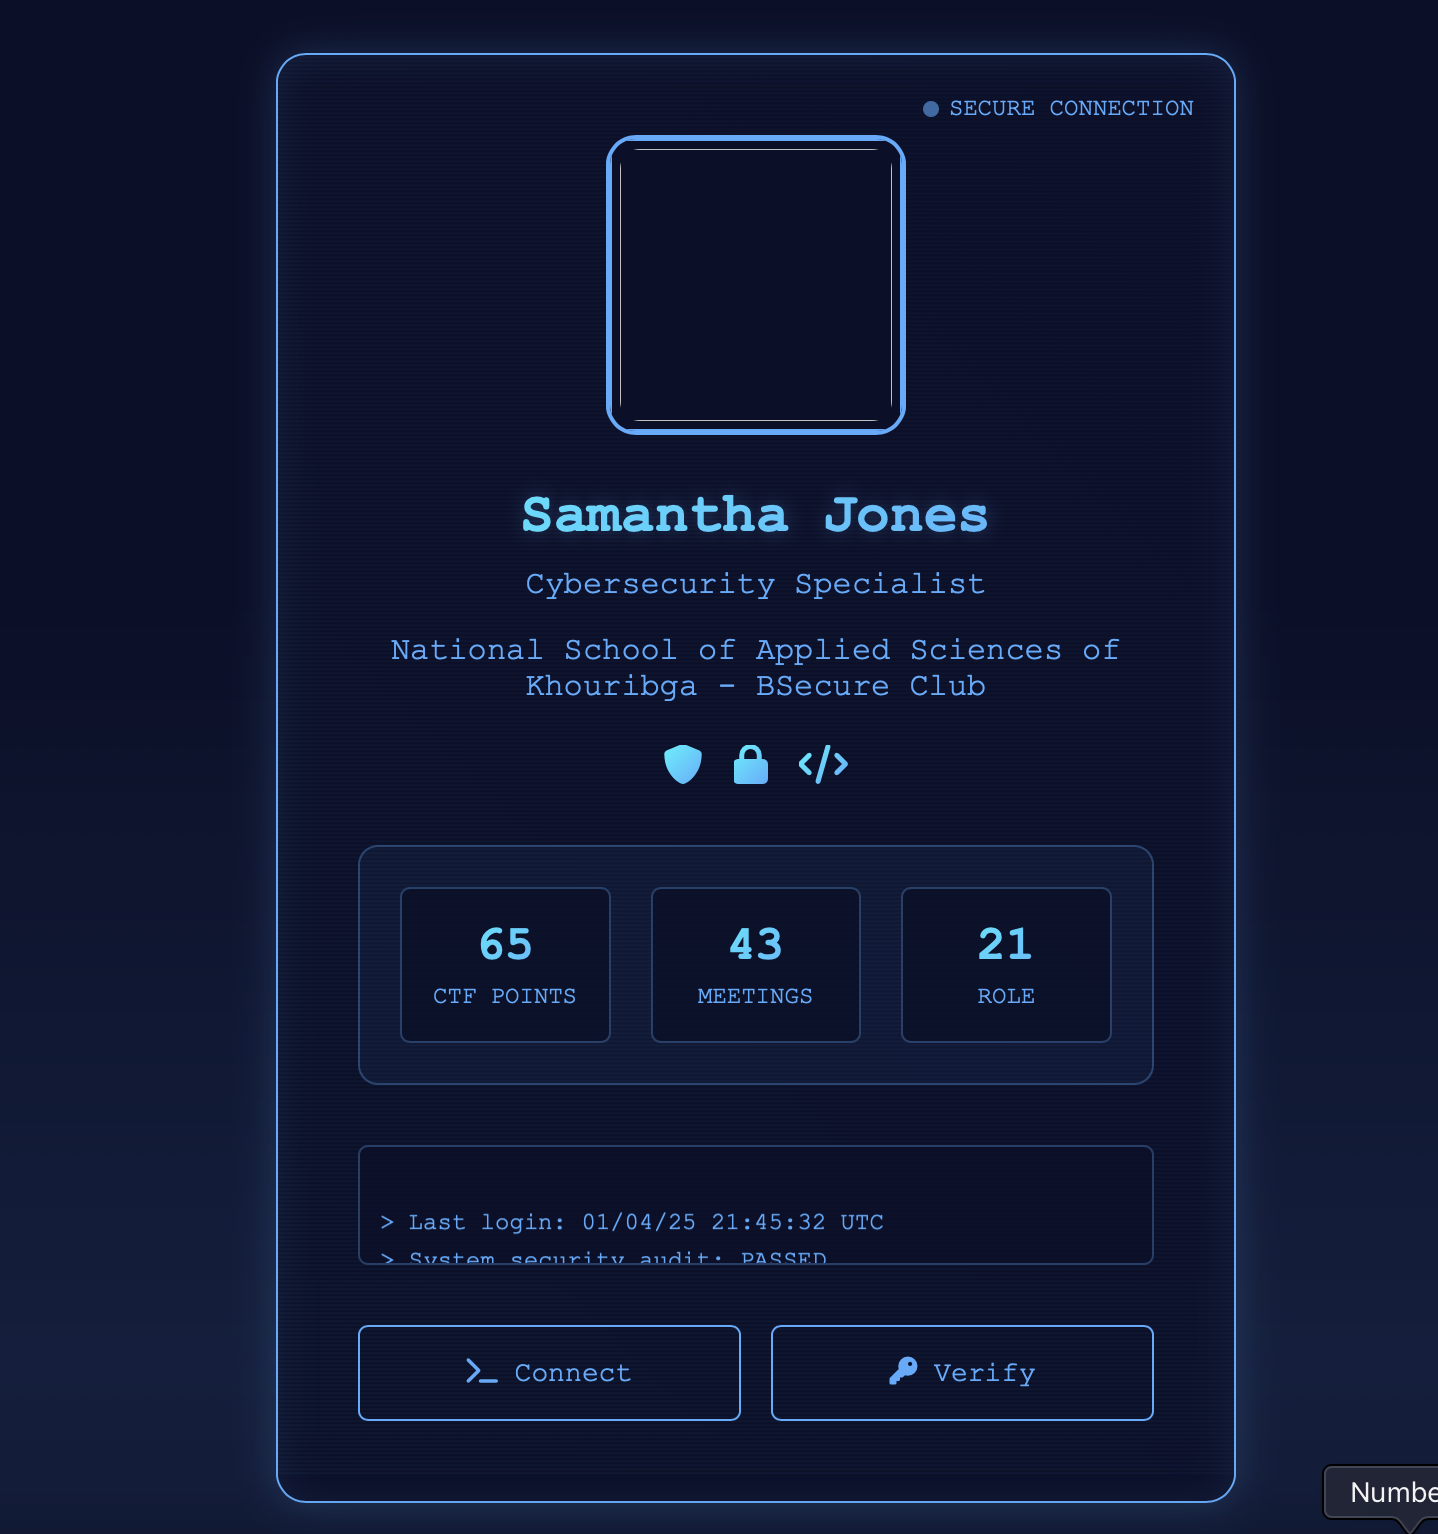 SECURE CONNECTION
Samantha Jones
Cybersecurity Specialist
National School of Applied Sciences of
Khouribga - BSecure Club
65
CTF POINTS
43
MEETINGS
21
ROLE
> Last login: 01/04/25 21:45:32 UTC
> System security audit: PASSED
Connect
Verify